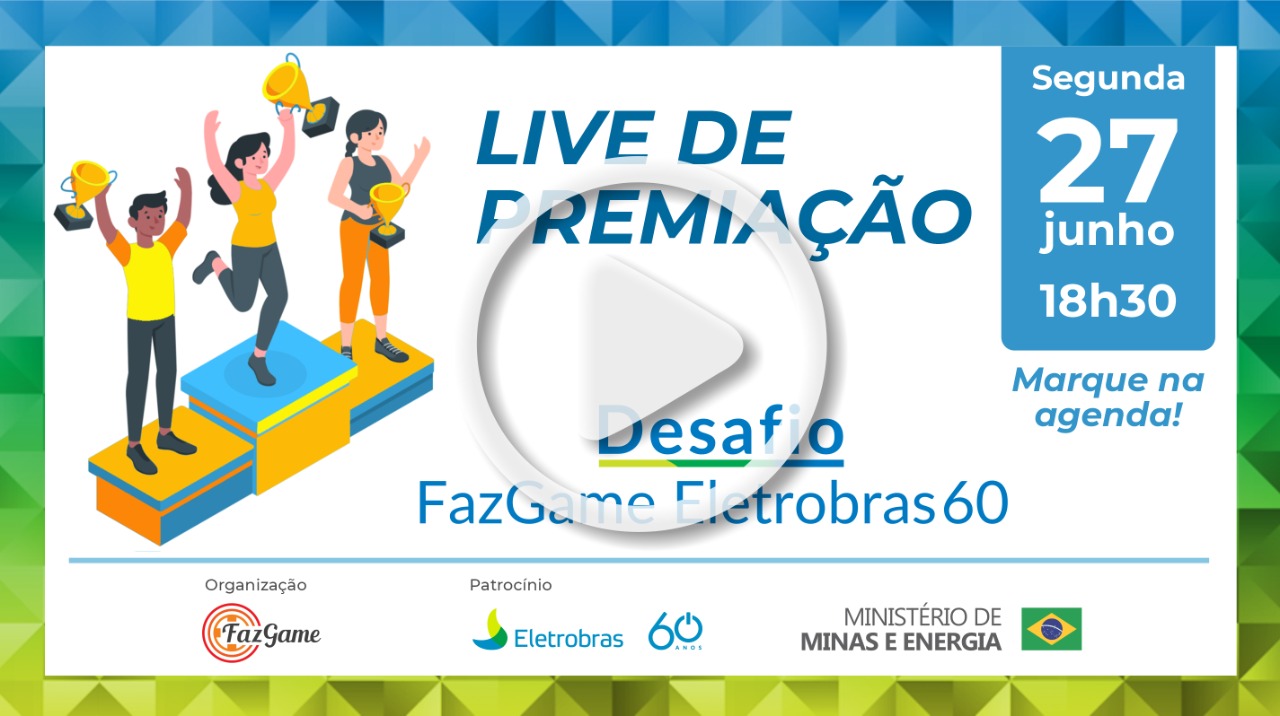 LIVE DE
PREMIAÇÃO
Segunda
27
junho
18h30
Marque na
agenda!
Desafio
FazGame Eletrobras60
Organização
FazGame
Patrocínio
Eletrobras
60
ANOS
MINISTÉRIO DE
MINAS E ENERGIA